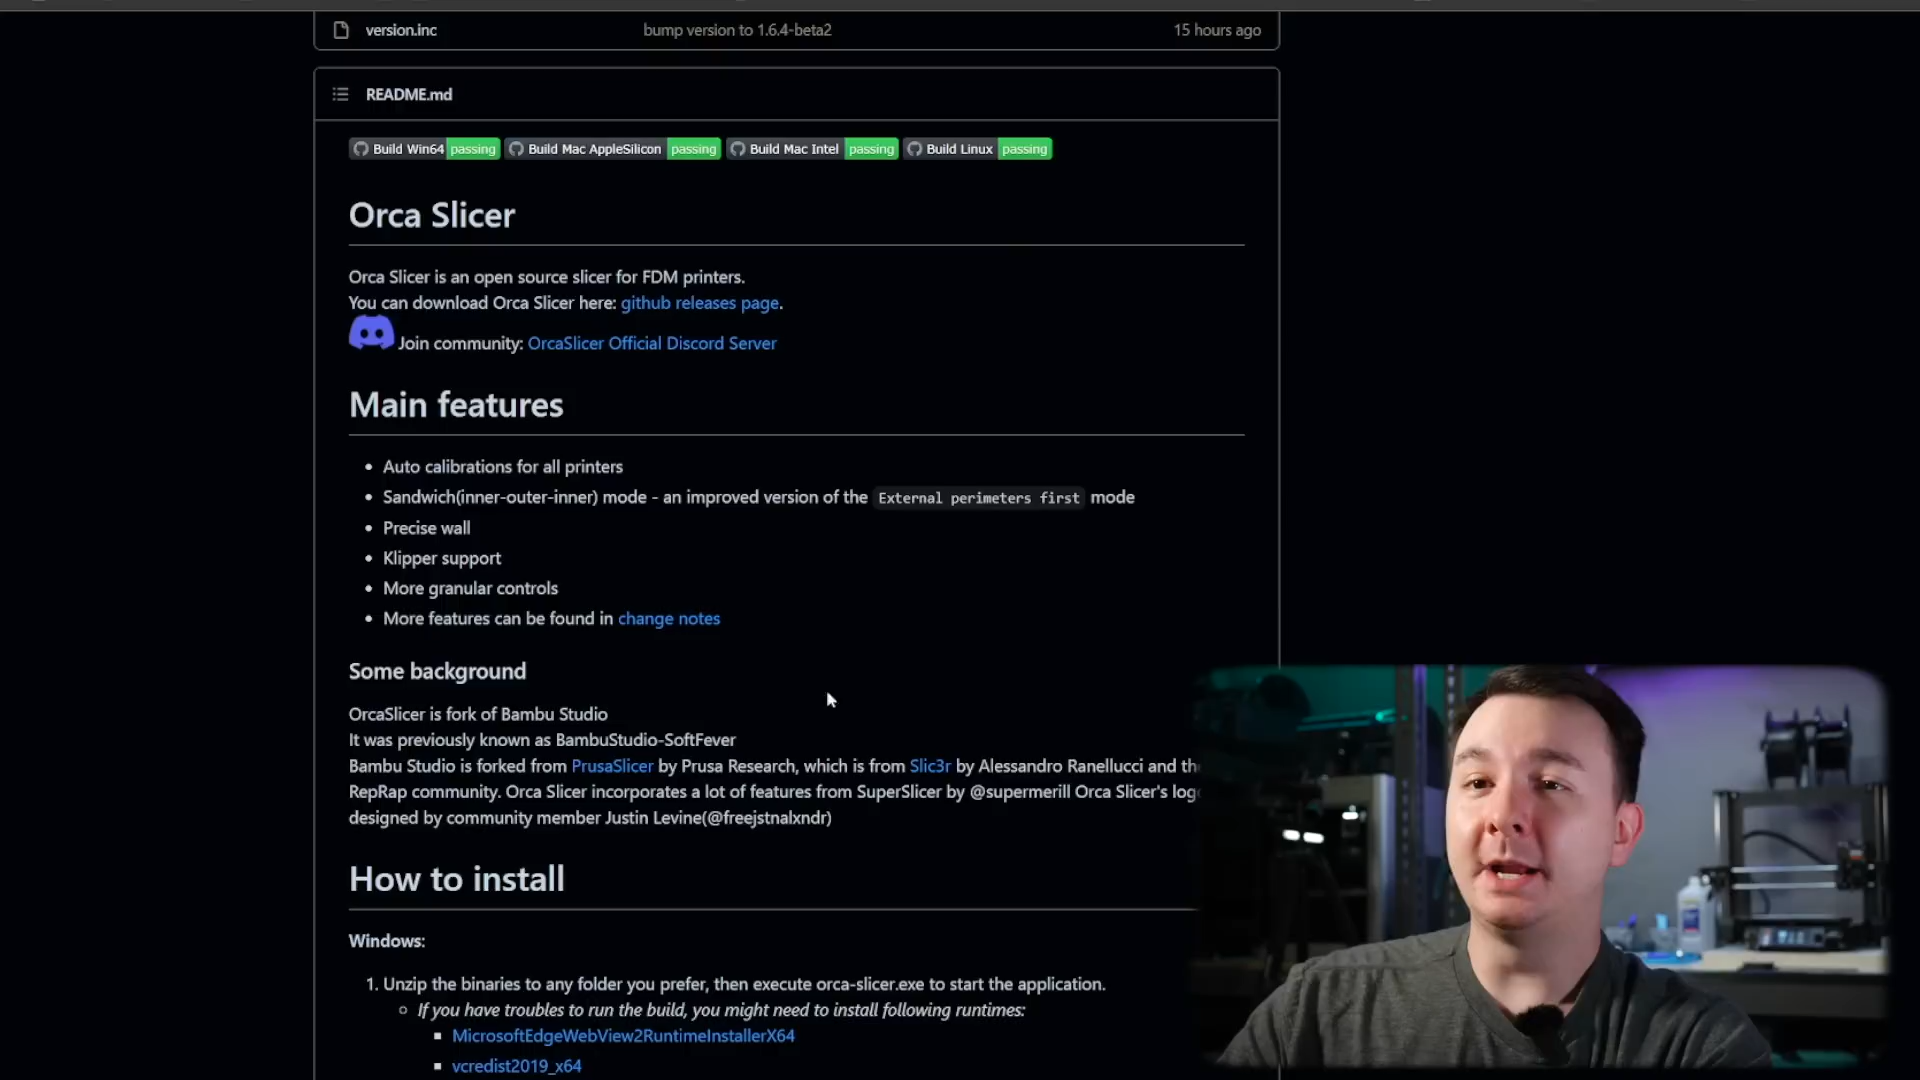 version.inc bump version to 1.6.4-beta2 15 hours ago
README.md
Build Win64 passing Build Mac AppleSilicon passing Build Mac Intel passing Build Linux passing
Orca Slicer
Orca Slicer is an open source slicer for FDM printers.
You can download Orca Slicer here: github releases page.
Join community: OrcaSlicer Official Discord Server
Main features
• Auto calibrations for all printers
• Sandwich(inner-outer-inner) mode - an improved version of the External perimeters first mode
• Precise wall
• Klipper support
• More granular controls
• More features can be found in change notes
Some background
OrcaSlicer is fork of Bambu Studio
It was previously known as BambuStudio-SoftFever
Bambu Studio is forked from PrusaSlicer by Prusa Research, which is from Slic3r by Alessandro Ranellucci and the
RepRap community. Orca Slicer incorporates a lot of features from SuperSlicer by @supermerill Orca Slicer's logo
designed by community member Justin Levine(@freejstnalxndr)
How to install
Windows:
1. Unzip the binaries to any folder you prefer, then execute orca-slicer.exe to start the application.
If you have troubles to run the build, you might need to install following runtimes:
MicrosoftEdgeWebView2RuntimeInstallerX64
vcredist2019_x64